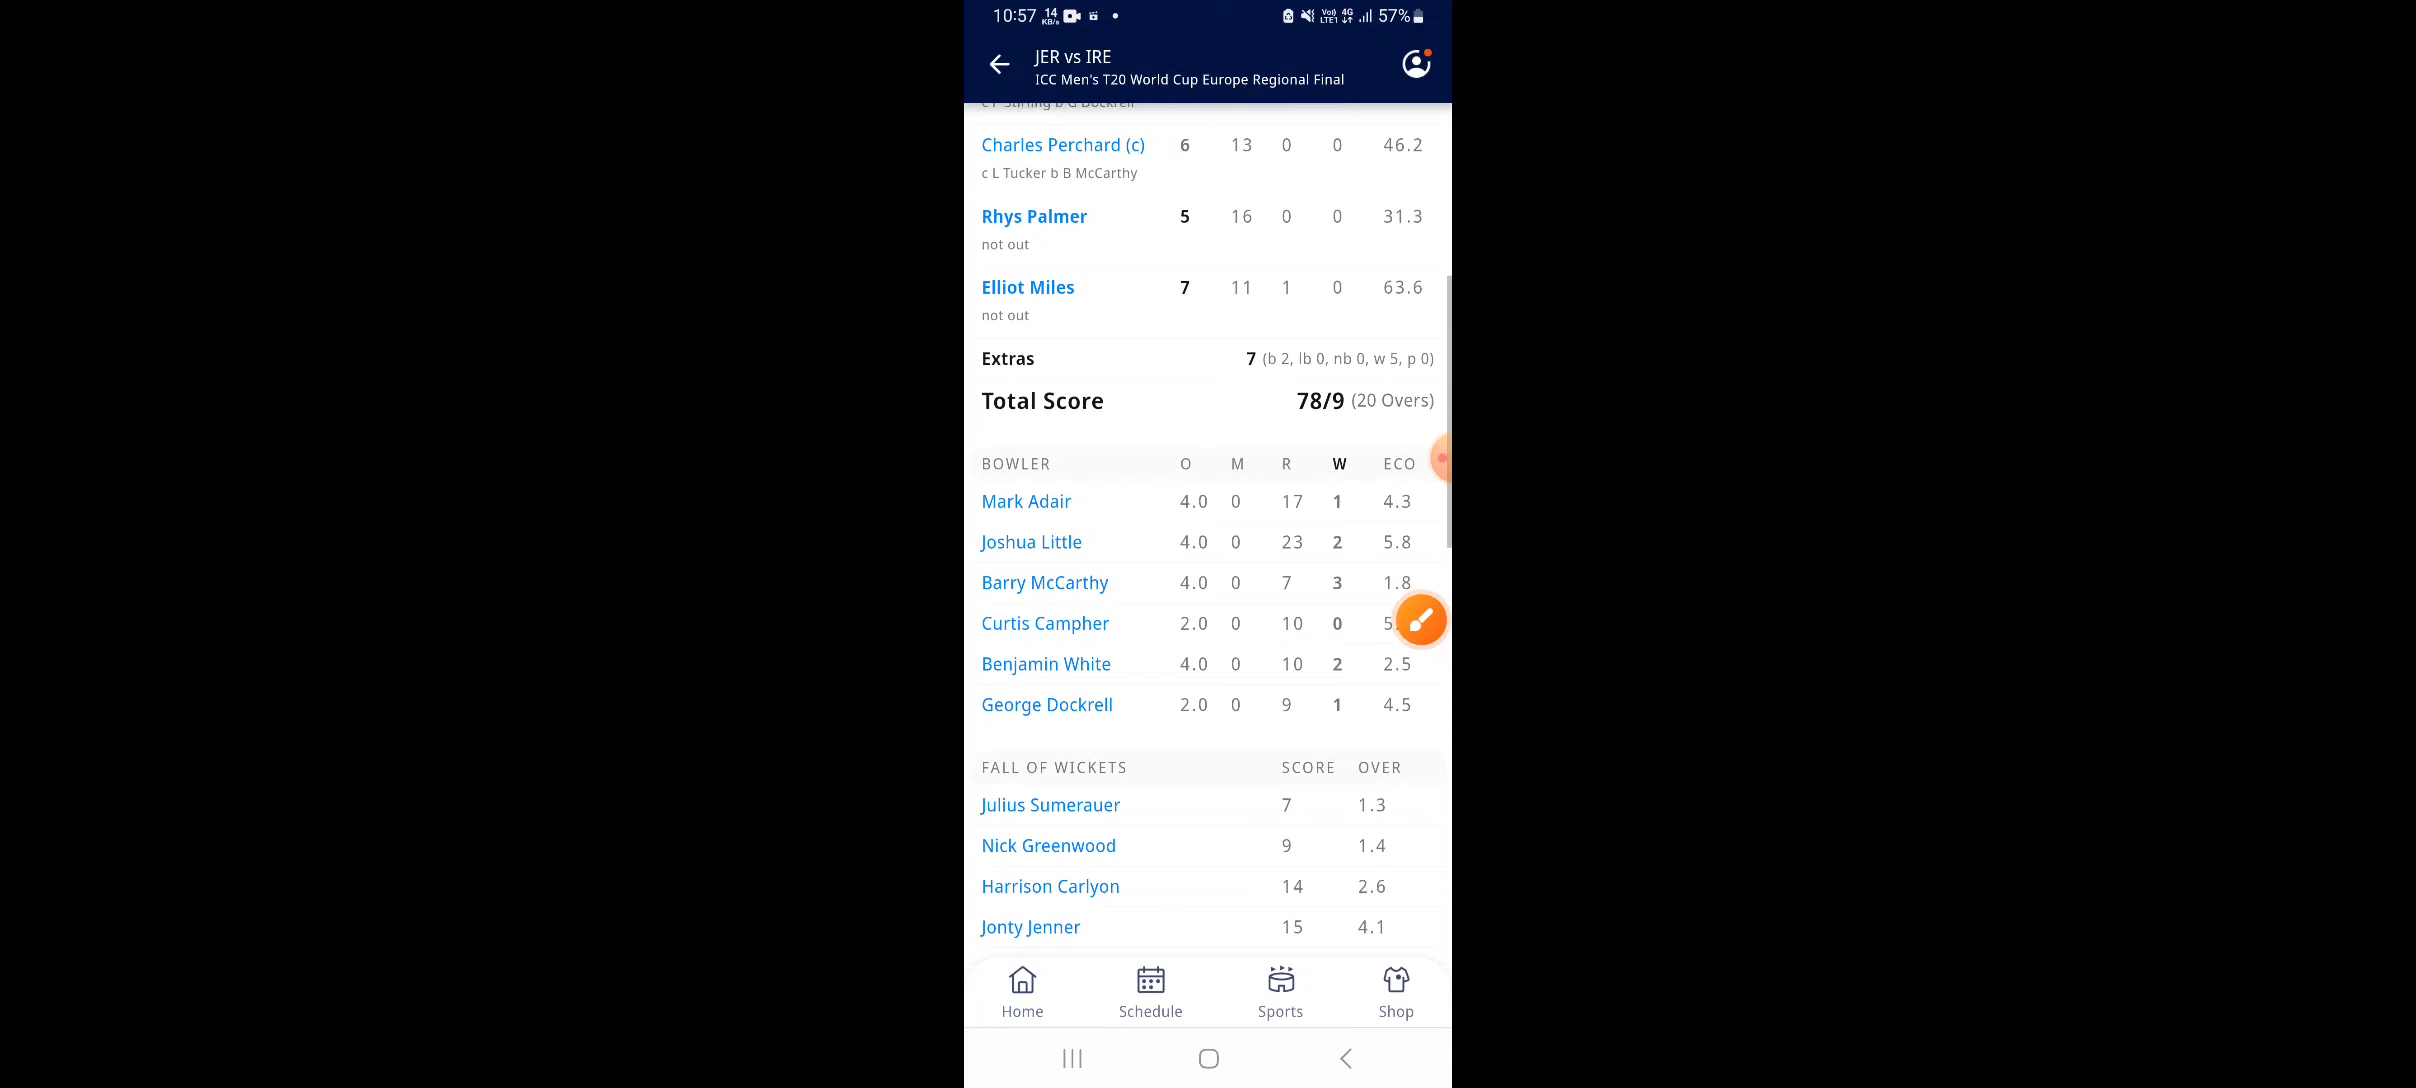 10:57 14 KB/s Vo) LTE1 4G 57%
JER vs IRE
ICC Men's T20 World Cup Europe Regional Final
c P Stirling b G Dockrell
Charles Perchard (c) 6 13 0 0 46.2
c L Tucker b B McCarthy
Rhys Palmer 5 16 0 0 31.3
not out
Elliot Miles 7 11 1 0 63.6
not out
Extras 7 (b 2, lb 0, nb 0, w 5, p 0)
Total Score 78/9 (20 Overs)
BOWLER O M R W ECO
Mark Adair 4.0 0 17 1 4.3
Joshua Little 4.0 0 23 2 5.8
Barry McCarthy 4.0 0 7 3 1.8
Curtis Campher 2.0 0 10 0
Benjamin White 4.0 0 10 2 2.5
George Dockrell 2.0 0 9 1 4.5
FALL OF WICKETS SCORE OVER
Julius Sumerauer 7 1.3
Nick Greenwood 9 1.4
Harrison Carlyon 14 2.6
Jonty Jenner 15 4.1
Home Schedule Sports Shop